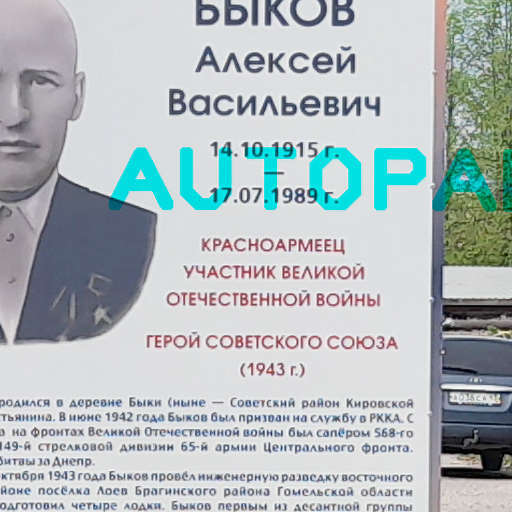 БЫКОВ
Алексей
Васильевич
14.10.1915 г.
—
17.07.1989 г.
AUTOPA
КРАСНОАРМЕЕЦ
УЧАСТНИК ВЕЛИКОЙ
ОТЕЧЕСТВЕННОЙ ВОЙНЫ
ГЕРОЙ СОВЕТСКОГО СОЮЗА
(1943 г.)
родился в деревне Быки (ныне — Советский район Кировской
стьянина. В июне 1942 года Быков был призван на службу в РККА. С
на фронтах Великой Отечественной войны был сапёром 568-го
149-й стрелковой дивизии 65-й армии Центрального фронта.
битвы за Днепр.
октября 1943 года Быков провёл инженерную разведку восточного
йоне посёлка Лоев Брагинского района Гомельской области
подготовил четыре лодки. Быков первым из десантной группы